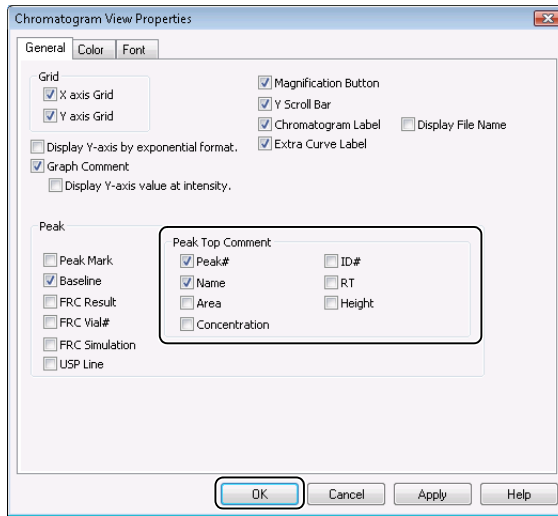 Chromatogram View Properties
General Color Font
Grid
X axis Grid
Y axis Grid
Display Y-axis by exponential format.
Graph Comment
Display Y-axis value at intensity.
Magnification Button
Y Scroll Bar
Chromatogram Label Display File Name
Extra Curve Label
Peak
Peak Mark
Baseline
FRC Result
FRC Vial#
FRC Simulation
USP Line
Peak Top Comment
Peak# ID#
Name RT
Area Height
Concentration
OK Cancel Apply Help